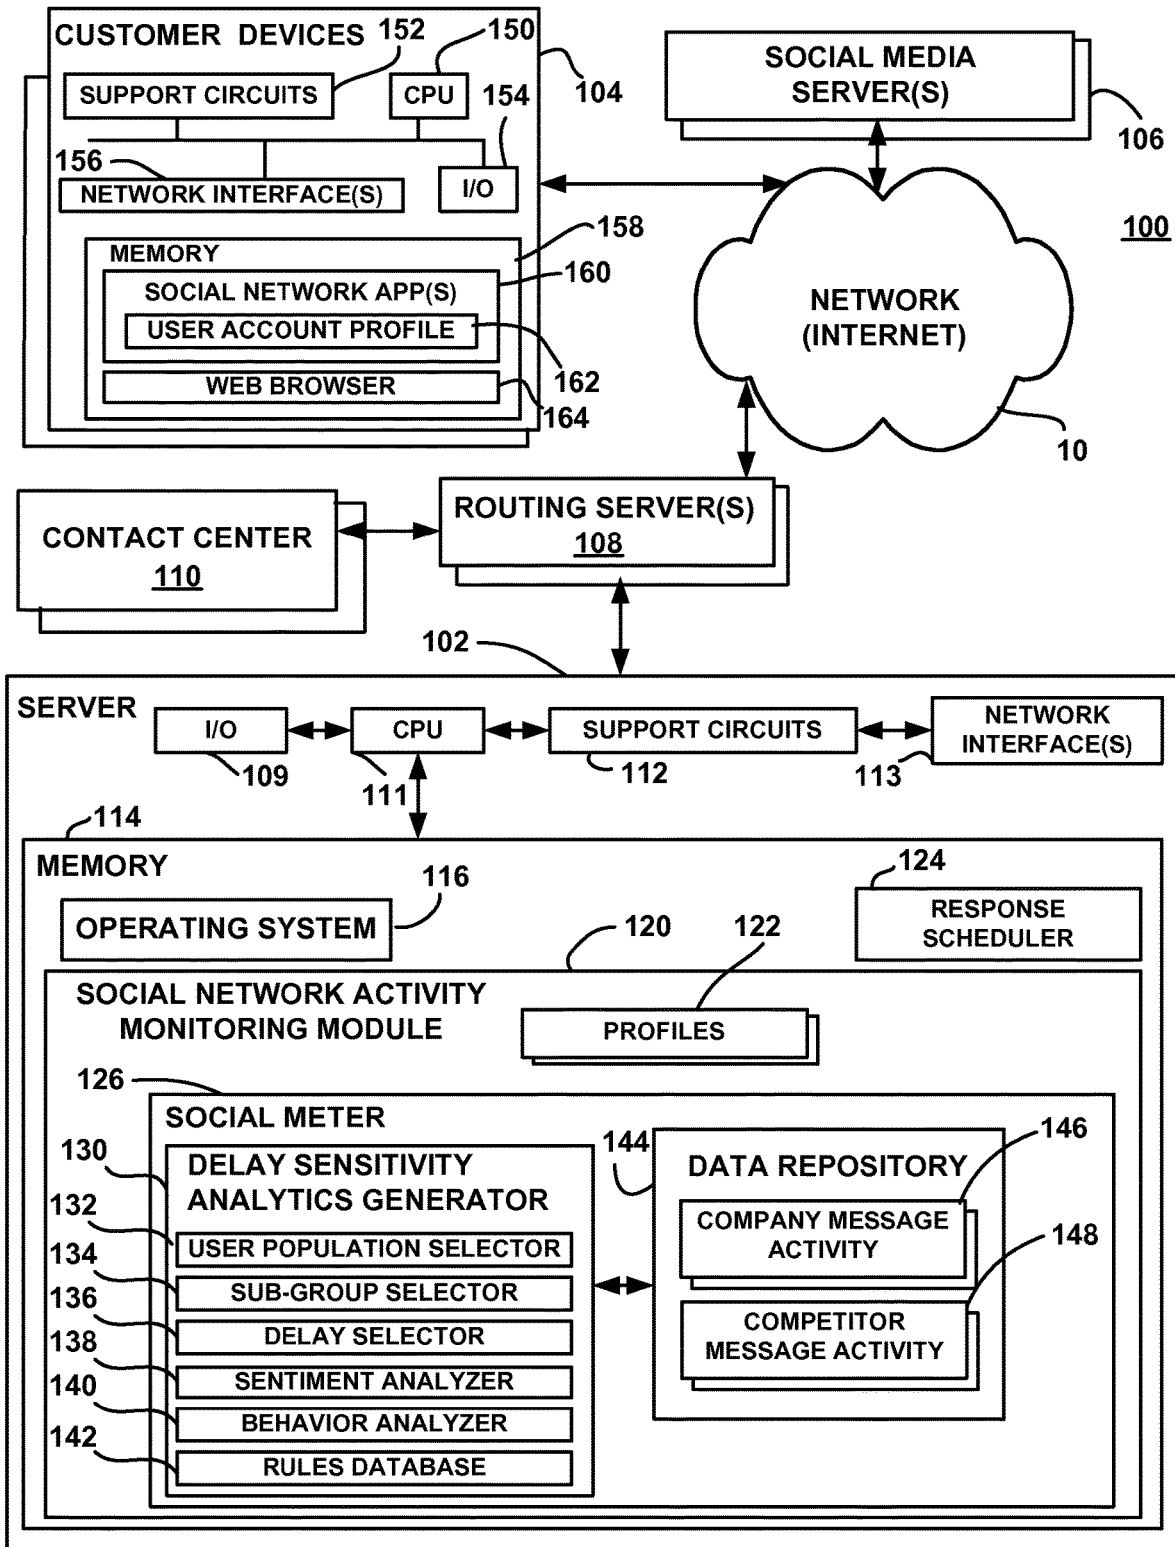 CUSTOMER DEVICES
152
150
104
SUPPORT CIRCUITS
CPU
154
156
NETWORK INTERFACE(S)
I/O
158
MEMORY
160
SOCIAL NETWORK APP(S)
USER ACCOUNT PROFILE
162
WEB BROWSER
164
SOCIAL MEDIA
SERVER(S)
106
100
NETWORK
(INTERNET)
10
ROUTING SERVER(S)
108
CONTACT CENTER
110
102
SERVER
I/O
109
CPU
111
SUPPORT CIRCUITS
112
NETWORK
INTERFACE(S)
113
114
MEMORY
116
OPERATING SYSTEM
124
RESPONSE
SCHEDULER
120
122
SOCIAL NETWORK ACTIVITY
MONITORING MODULE
PROFILES
126
SOCIAL METER
130
DELAY SENSITIVITY
ANALYTICS GENERATOR
132
USER POPULATION SELECTOR
134
SUB-GROUP SELECTOR
136
DELAY SELECTOR
138
SENTIMENT ANALYZER
140
BEHAVIOR ANALYZER
142
RULES DATABASE
144
DATA REPOSITORY
146
COMPANY MESSAGE
ACTIVITY
148
COMPETITOR
MESSAGE ACTIVITY